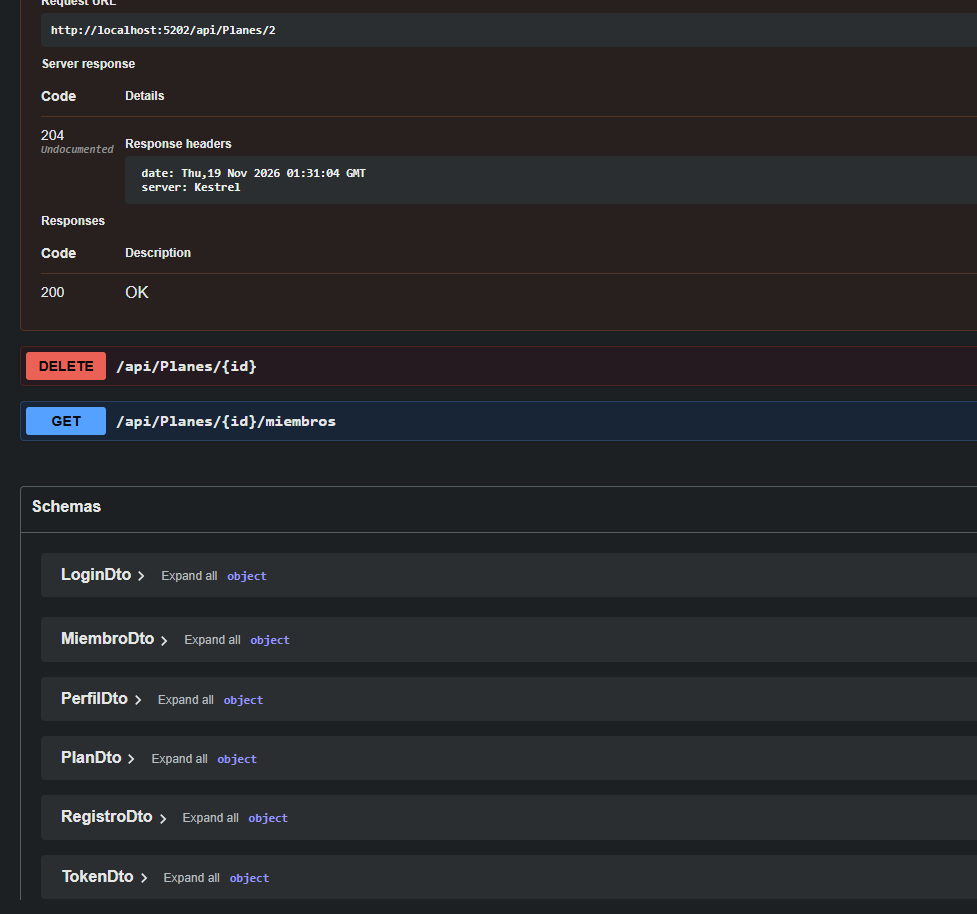 Request URL
http://localhost:5202/api/Planes/2
Server response
Code Details
204
Undocumented
Response headers
date: Thu,19 Nov 2026 01:31:04 GMT
server: Kestrel
Responses
Code Description
200 OK
DELETE /api/Planes/{id}
GET /api/Planes/{id}/miembros
Schemas
LoginDto Expand all object
MiembroDto Expand all object
PerfilDto Expand all object
PlanDto Expand all object
RegistroDto Expand all object
TokenDto Expand all object